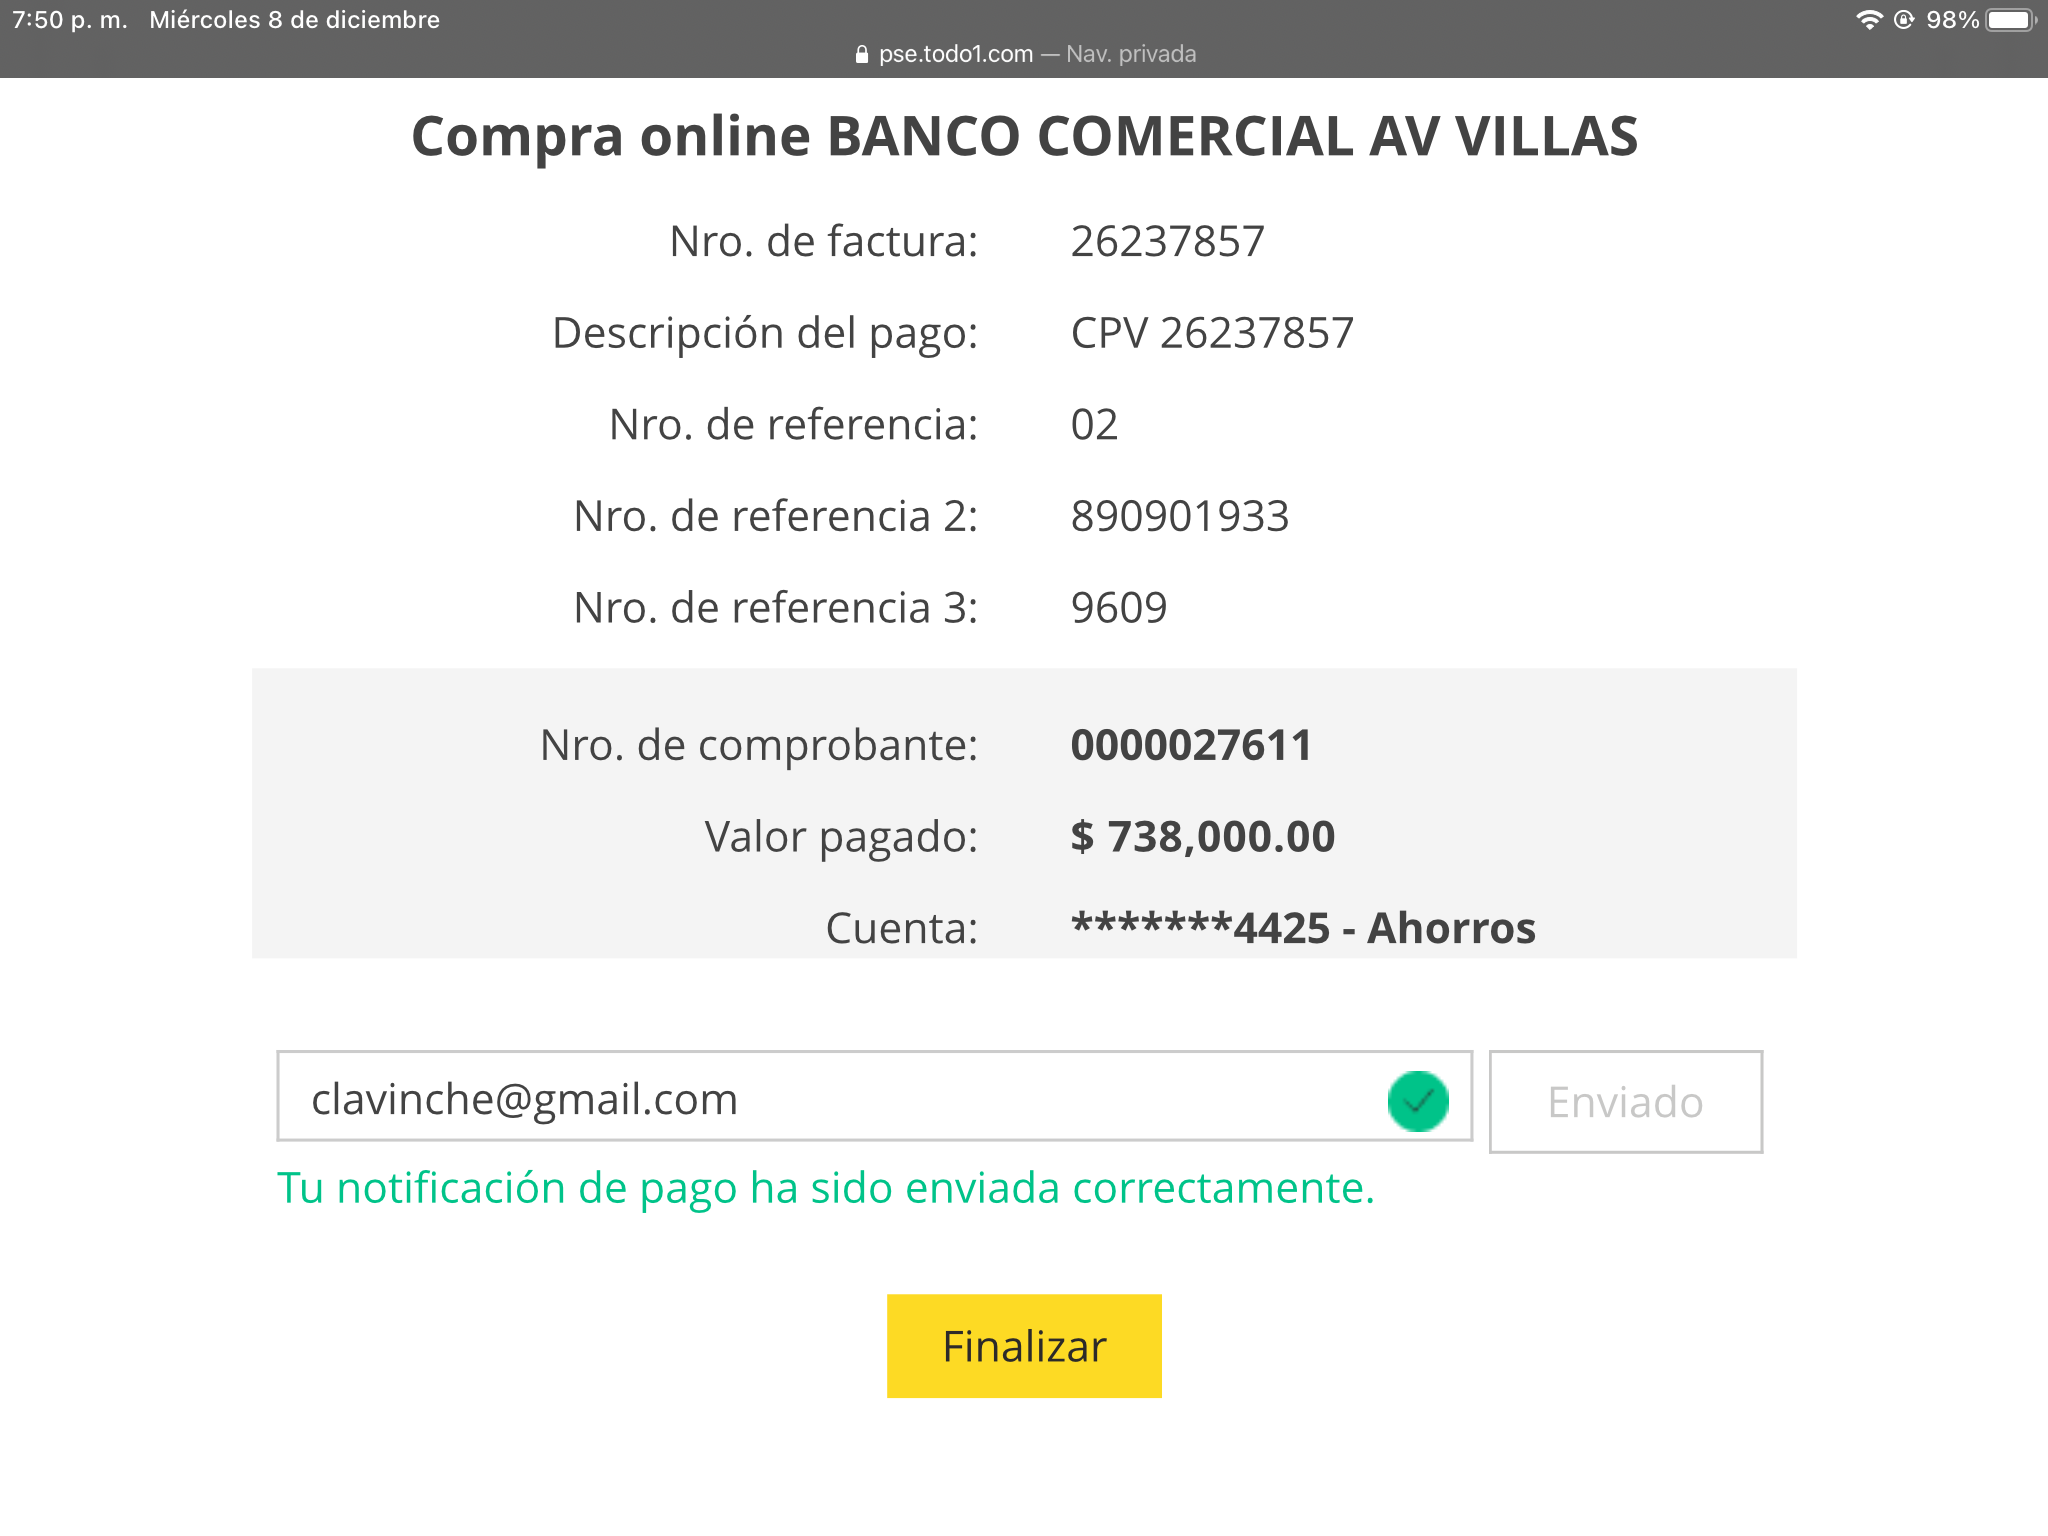 7:50 p. m. Miércoles 8 de diciembre 98%
pse.todo1.com — Nav. privada
Compra online BANCO COMERCIAL AV VILLAS
Nro. de factura: 26237857
Descripción del pago: CPV 26237857
Nro. de referencia: 02
Nro. de referencia 2: 890901933
Nro. de referencia 3: 9609
Nro. de comprobante: 0000027611
Valor pagado: $ 738,000.00
Cuenta: *******4425 - Ahorros
clavinche@gmail.com Enviado
Tu notificación de pago ha sido enviada correctamente.
Finalizar